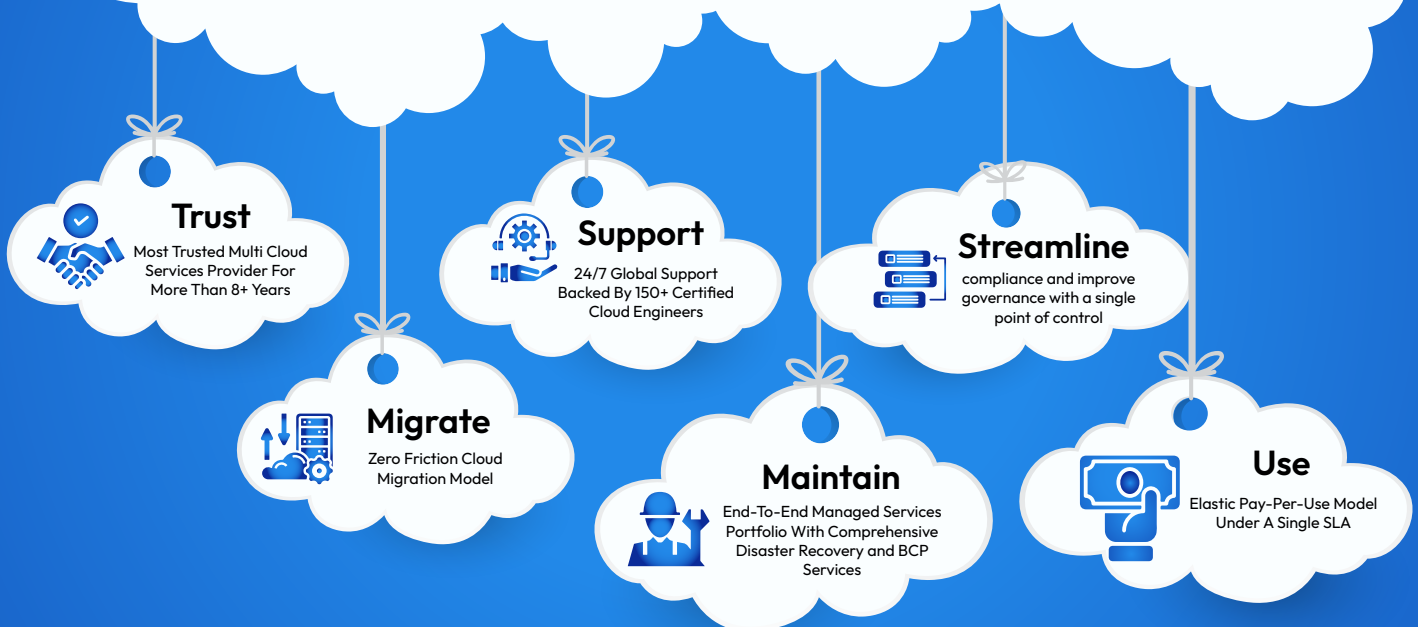 Trust
Most Trusted Multi Cloud
Services Provider For
More Than 8+ Years
Migrate
Zero Friction Cloud
Migration Model
Support
24/7 Global Support
Backed By 150+ Certified
Cloud Engineers
Maintain
End-To-End Managed Services
Portfolio With Comprehensive
Disaster Recovery and BCP
Services
Streamline
compliance and improve
governance with a single
point of control
Use
Elastic Pay-Per-Use Model
Under A Single SLA